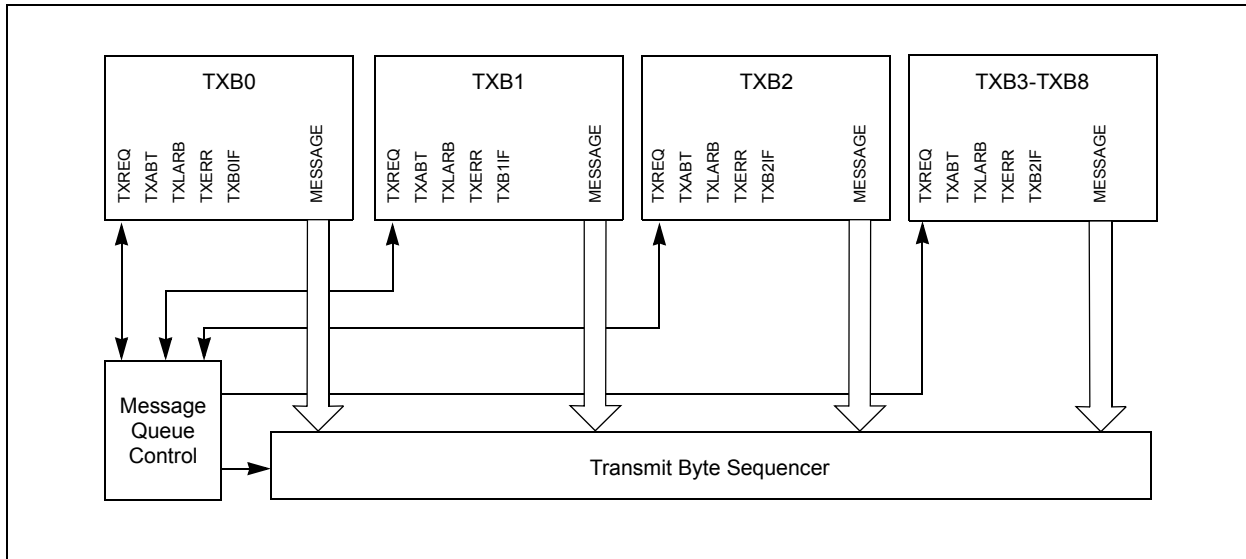 TXB0
TXREQ
TXABT
TXLARB
TXERR
TXB0IF
MESSAGE
TXB1
TXREQ
TXABT
TXLARB
TXERR
TXB1IF
MESSAGE
TXB2
TXREQ
TXABT
TXLARB
TXERR
TXB2IF
MESSAGE
TXB3-TXB8
TXREQ
TXABT
TXLARB
TXERR
TXB2IF
MESSAGE
Message
Queue
Control
Transmit Byte Sequencer